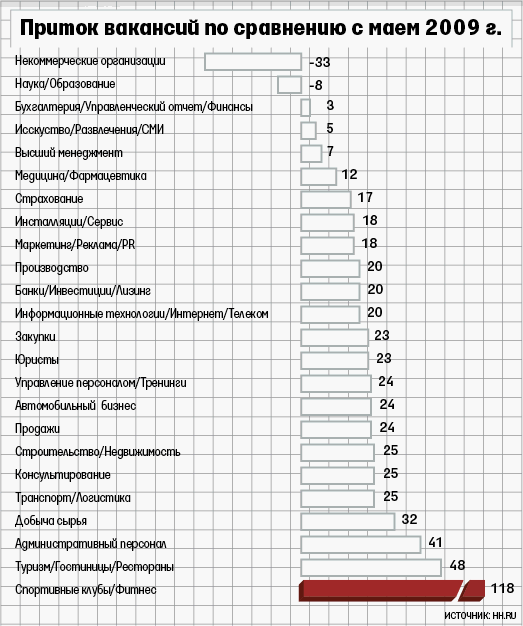 Приток вакансий по сравнению с маем 2009 г.
Некоммерческие организации -33
Наука/Образование -8
Бухгалтерия/Управленческий отчет/Финансы 3
Исскуство/Развлечения/СМИ 5
Высший менеджмент 7
Медицина/Фармацевтика 12
Страхование 17
Инсталляции/Сервис 18
Маркетинг/Реклама/PR 18
Производство 20
Банки/Инвестиции/Лизинг 20
Информационные технологии/Интернет/Телеком 20
Закупки 23
Юристы 23
Управление персоналом/Тренинги 24
Автомобильный бизнес 24
Продажи 24
Строительство/Недвижимость 25
Консультирование 25
Транспорт/Логистика 25
Добыча сырья 32
Административный персонал 41
Туризм/Гостиницы/Рестораны 48
Спортивные клубы/Фитнес 118
ИСТОЧНИК: HH.RU